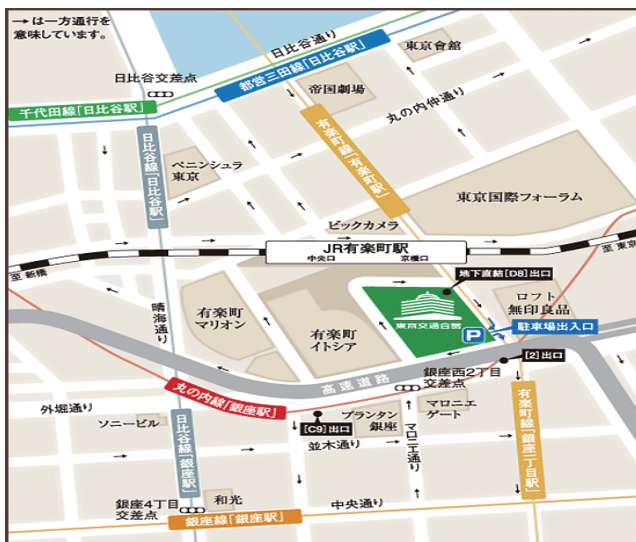 →は一方通行を
意味しています。
日比谷通り
都営三田線「日比谷駅」
東京會舘
日比谷交差点
帝国劇場
千代田線「日比谷駅」
丸の内仲通り
日比谷線「日比谷駅」
有楽町線「有楽町駅」
ペニンシュラ
東京
東京国際フォーラム
ビックカメラ
JR有楽町駅
中央口
京橋口
至 新橋
至 東京
地下直結[D8]出口
晴海通り
有楽町
マリオン
有楽町
イトシア
東京交通会館
ロフト
無印良品
P
駐車場出入口
[2]出口
高速道路
銀座西2丁目
交差点
丸の内線「銀座駅」
外堀通り
ソニービル
[C9]出口
プランタン
銀座
マロニエ
ゲート
並木通り
マロニエ通り
有楽町線「銀座一丁目駅」
日比谷線「銀座駅」
銀座4丁目
交差点
和光
中央通り
銀座線「銀座駅」